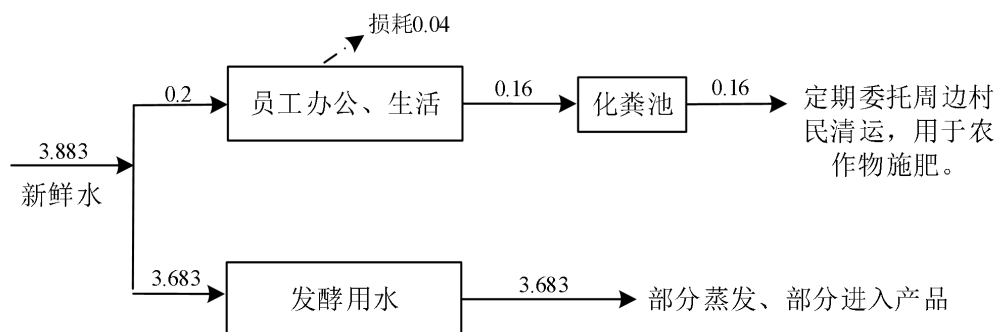 损耗0.04
0.2
员工办公、生活
0.16
化粪池
0.16
定期委托周边村
民清运，用于农
作物施肥。
3.883
新鲜水
3.683
发酵用水
3.683
部分蒸发、部分进入产品